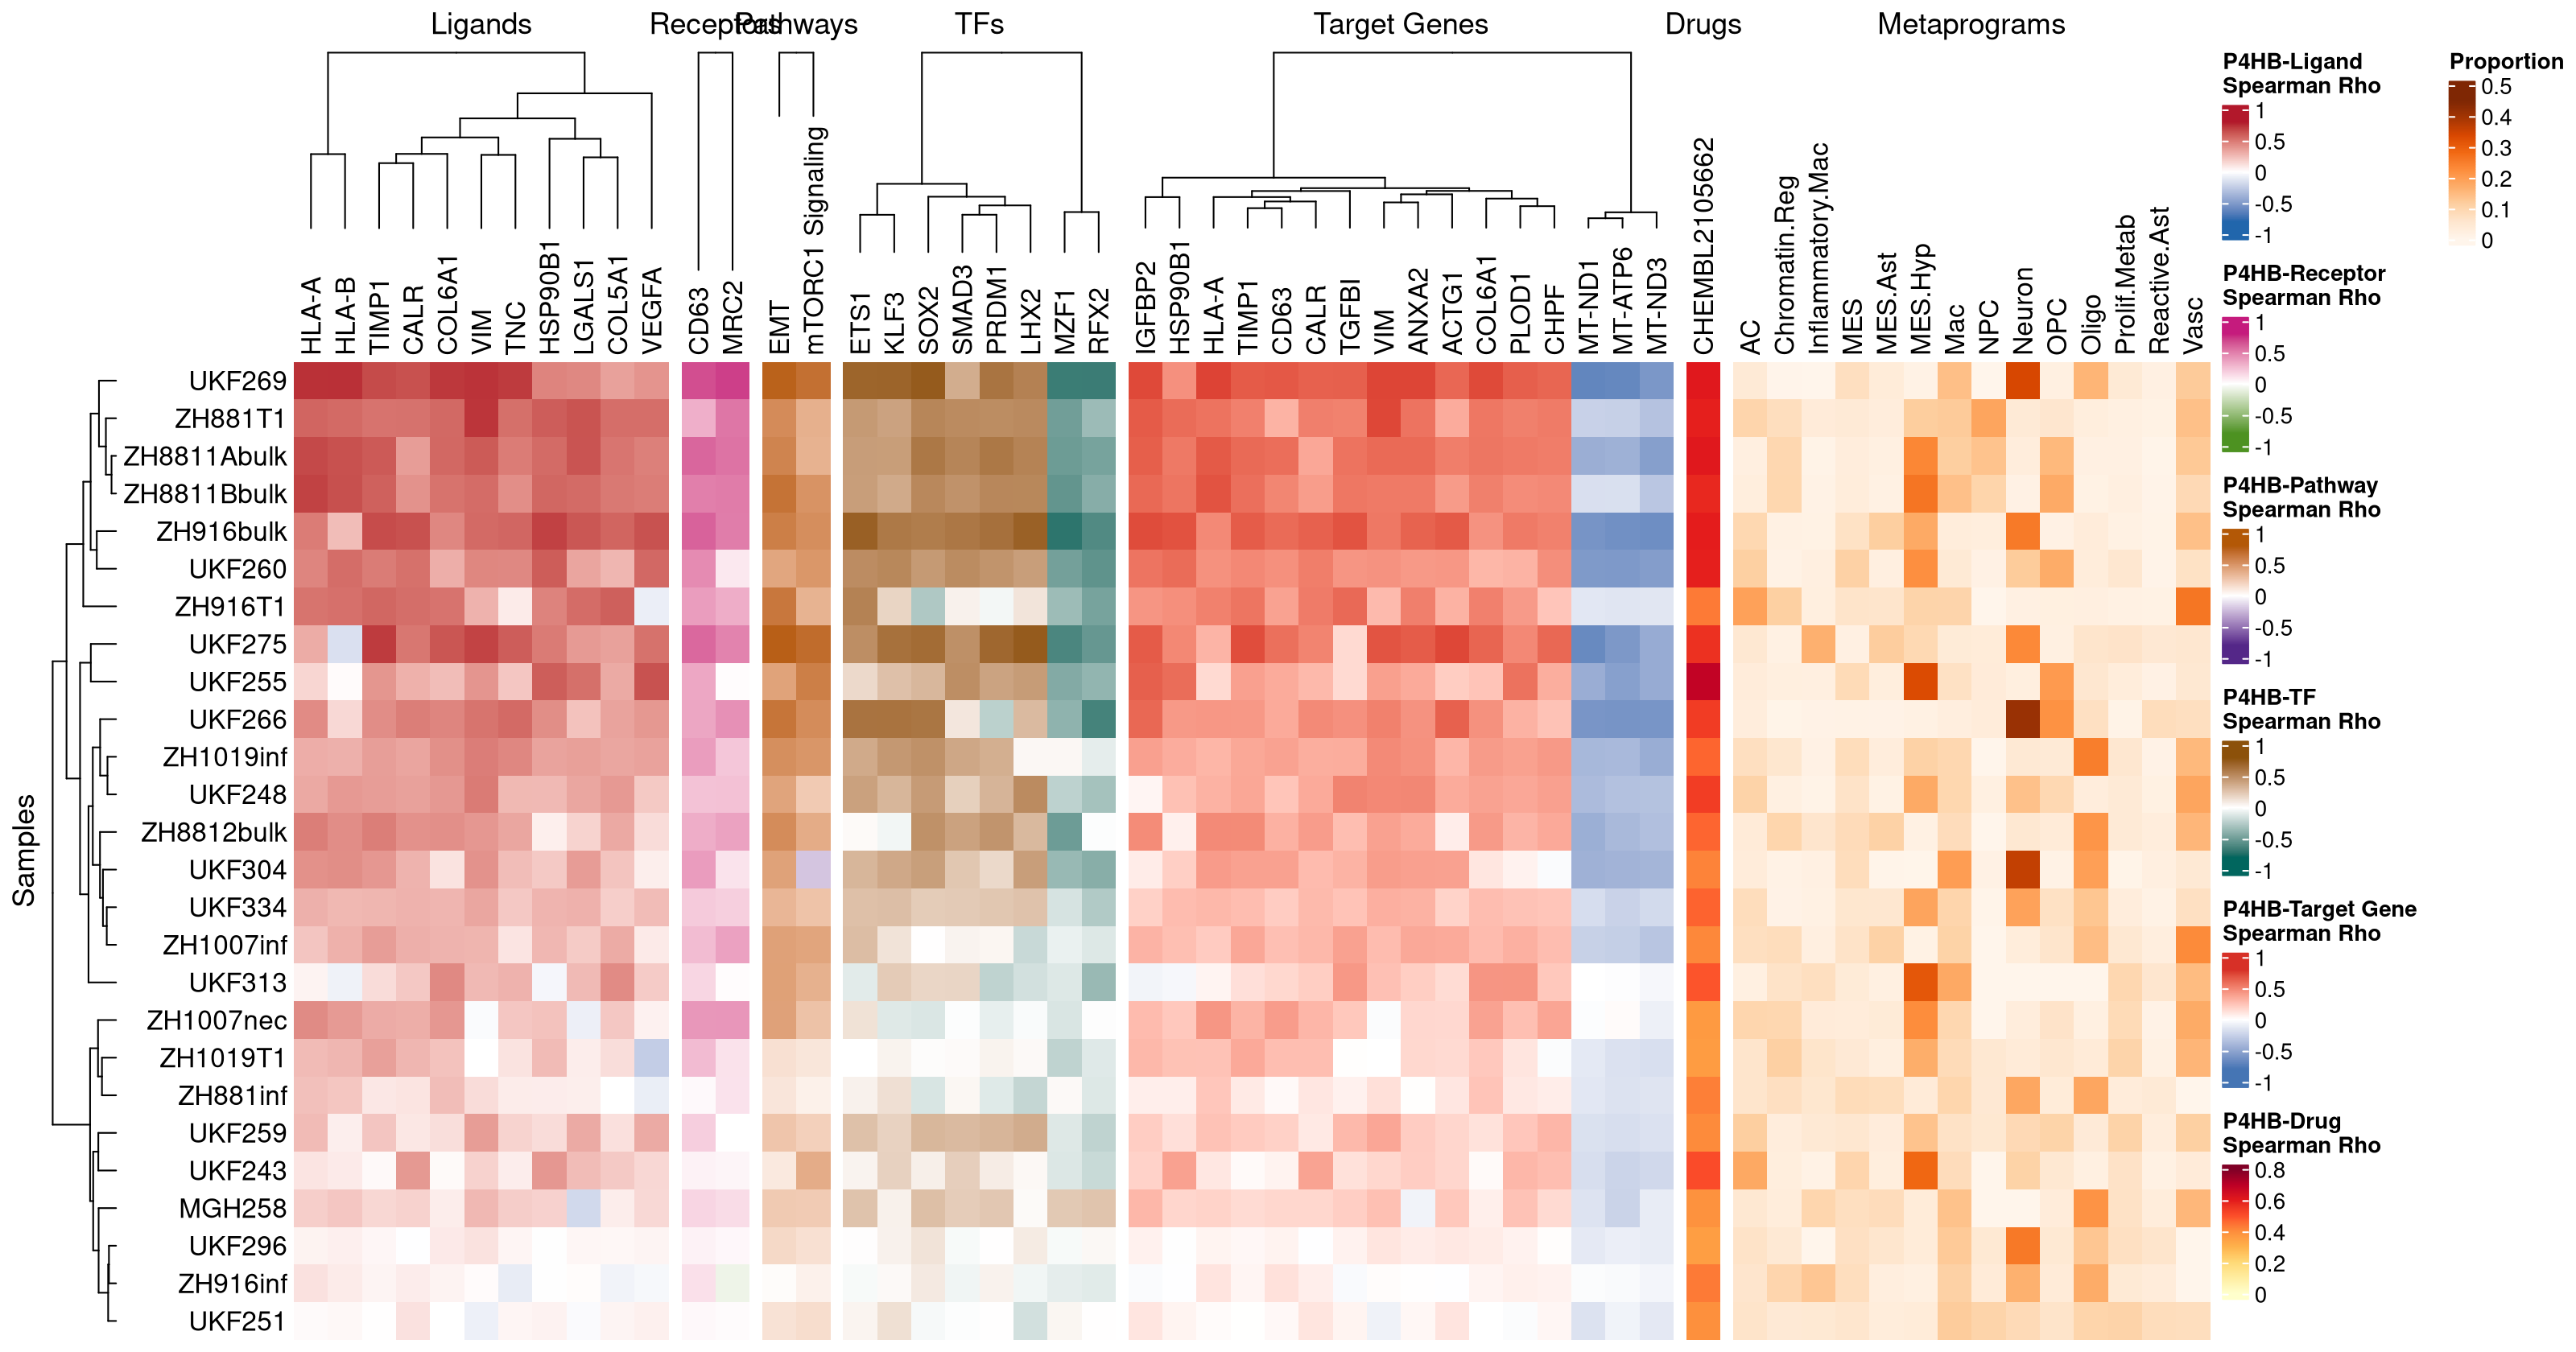 Ligands
Receptors
Pathways
TFs
Target Genes
Drugs
Metaprograms
HLA-A
HLA-B
TIMP1
CALR
COL6A1
VIM
TNC
HSP90B1
LGALS1
COL5A1
VEGFA
CD63
MRC2
EMT
mTORC1 Signaling
ETS1
KLF3
SOX2
SMAD3
PRDM1
LHX2
MZF1
RFX2
IGFBP2
HSP90B1
HLA-A
TIMP1
CD63
CALR
TGFBI
VIM
ANXA2
ACTG1
COL6A1
PLOD1
CHPF
MT-ND1
MT-ATP6
MT-ND3
CHEMBL2105662
AC
Chromatin.Reg
Inflammatory.Mac
MES
MES.Ast
MES.Hyp
Mac
NPC
Neuron
OPC
Oligo
Prolif.Metab
Reactive.Ast
Vasc
Samples
UKF269
ZH881T1
ZH8811Abulk
ZH8811Bbulk
ZH916bulk
UKF260
ZH916T1
UKF275
UKF255
UKF266
ZH1019inf
UKF248
ZH8812bulk
UKF304
UKF334
ZH1007inf
UKF313
ZH1007nec
ZH1019T1
ZH881inf
UKF259
UKF243
MGH258
UKF296
ZH916inf
UKF251
P4HB-Ligand
Spearman Rho
1
0.5
0
-0.5
-1
P4HB-Receptor
Spearman Rho
1
0.5
0
-0.5
-1
P4HB-Pathway
Spearman Rho
1
0.5
0
-0.5
-1
P4HB-TF
Spearman Rho
1
0.5
0
-0.5
-1
P4HB-Target Gene
Spearman Rho
1
0.5
0
-0.5
-1
P4HB-Drug
Spearman Rho
0.8
0.6
0.4
0.2
0
Proportion
0.5
0.4
0.3
0.2
0.1
0